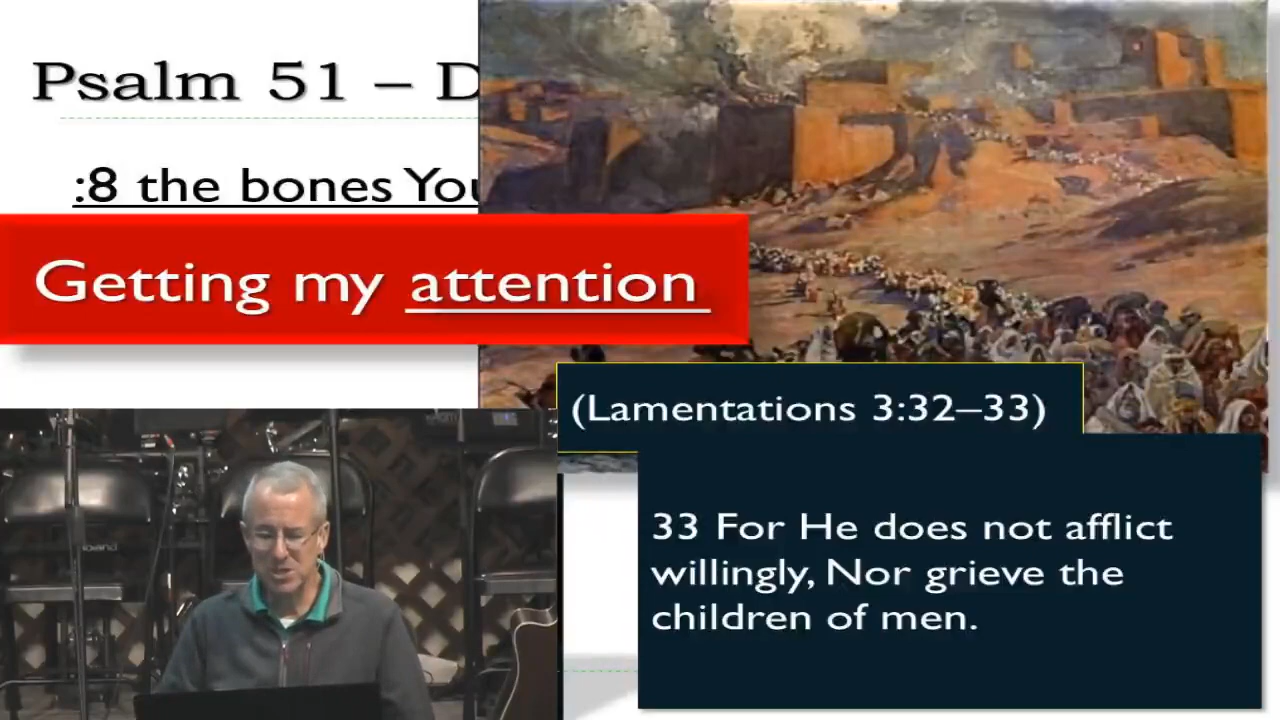 Psalm 51 – D
:8 the bones You
Getting my attention
(Lamentations 3:32–33)
33 For He does not afflict
willingly, Nor grieve the
children of men.
Roland